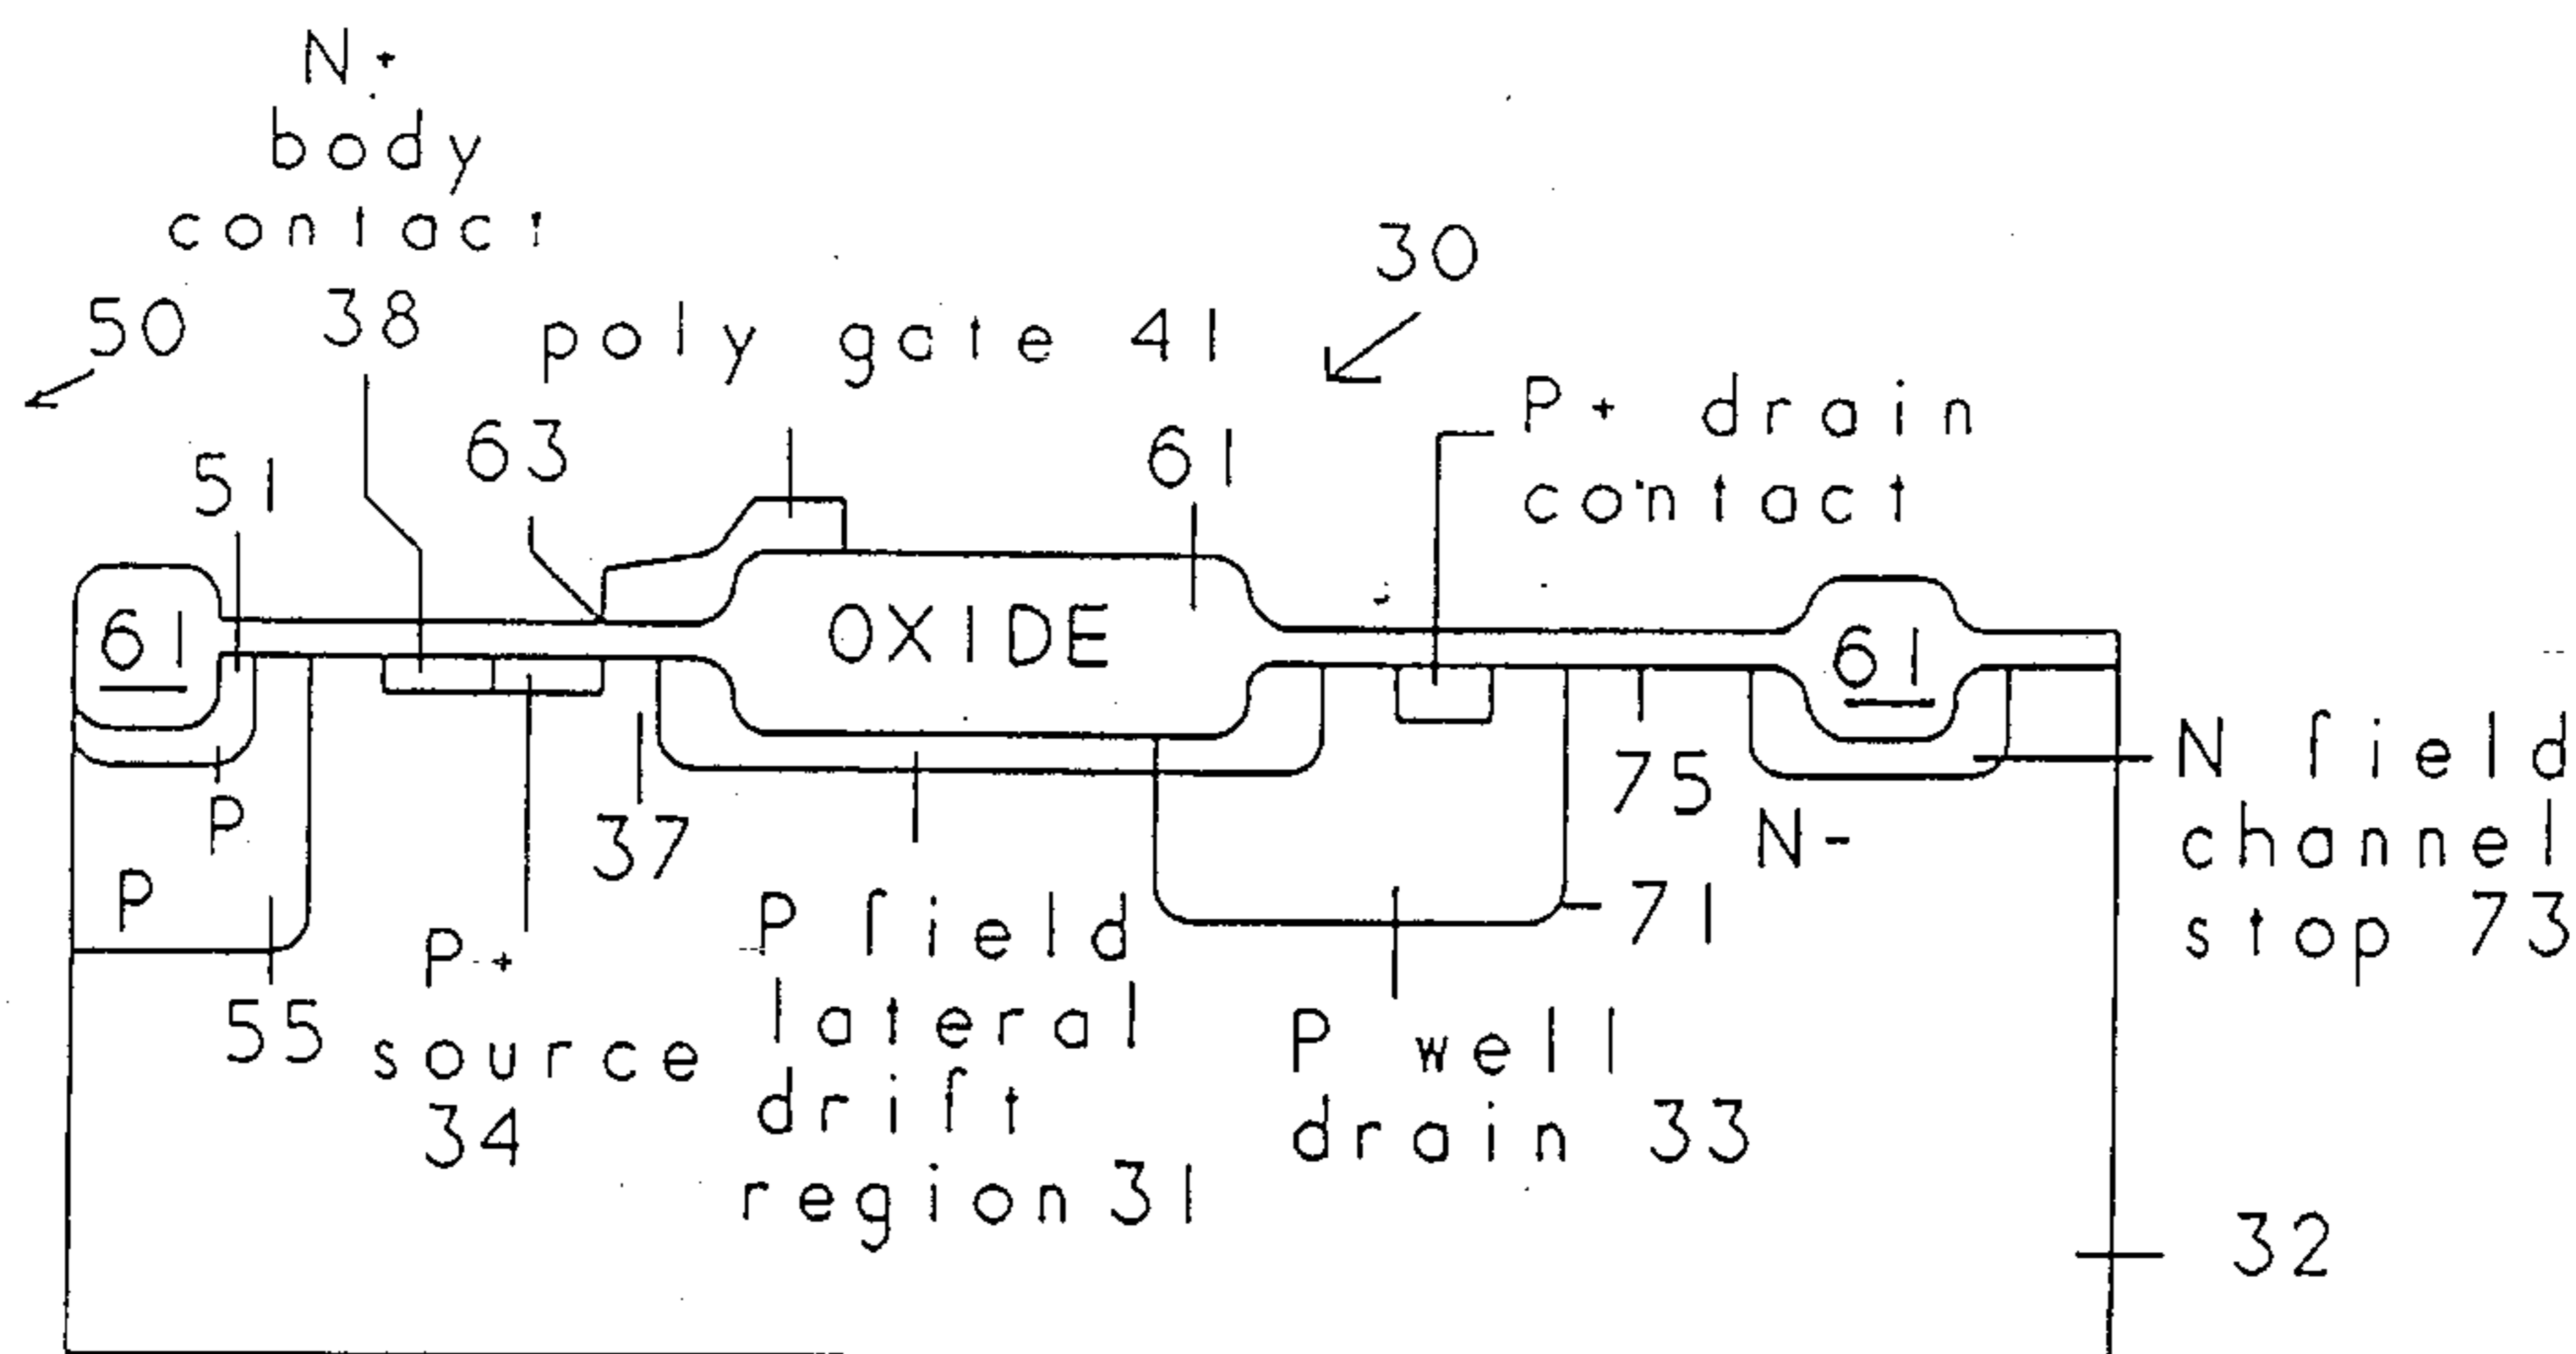 N+
body
contact
38
50
poly gate 41
30
63
51
61
P+ drain
contact
61
OXIDE
61
P
P
55
37
75
N-
71
N field
channel
stop 73
P+
source
34
P field
lateral
drift
region 31
P well
drain 33
32